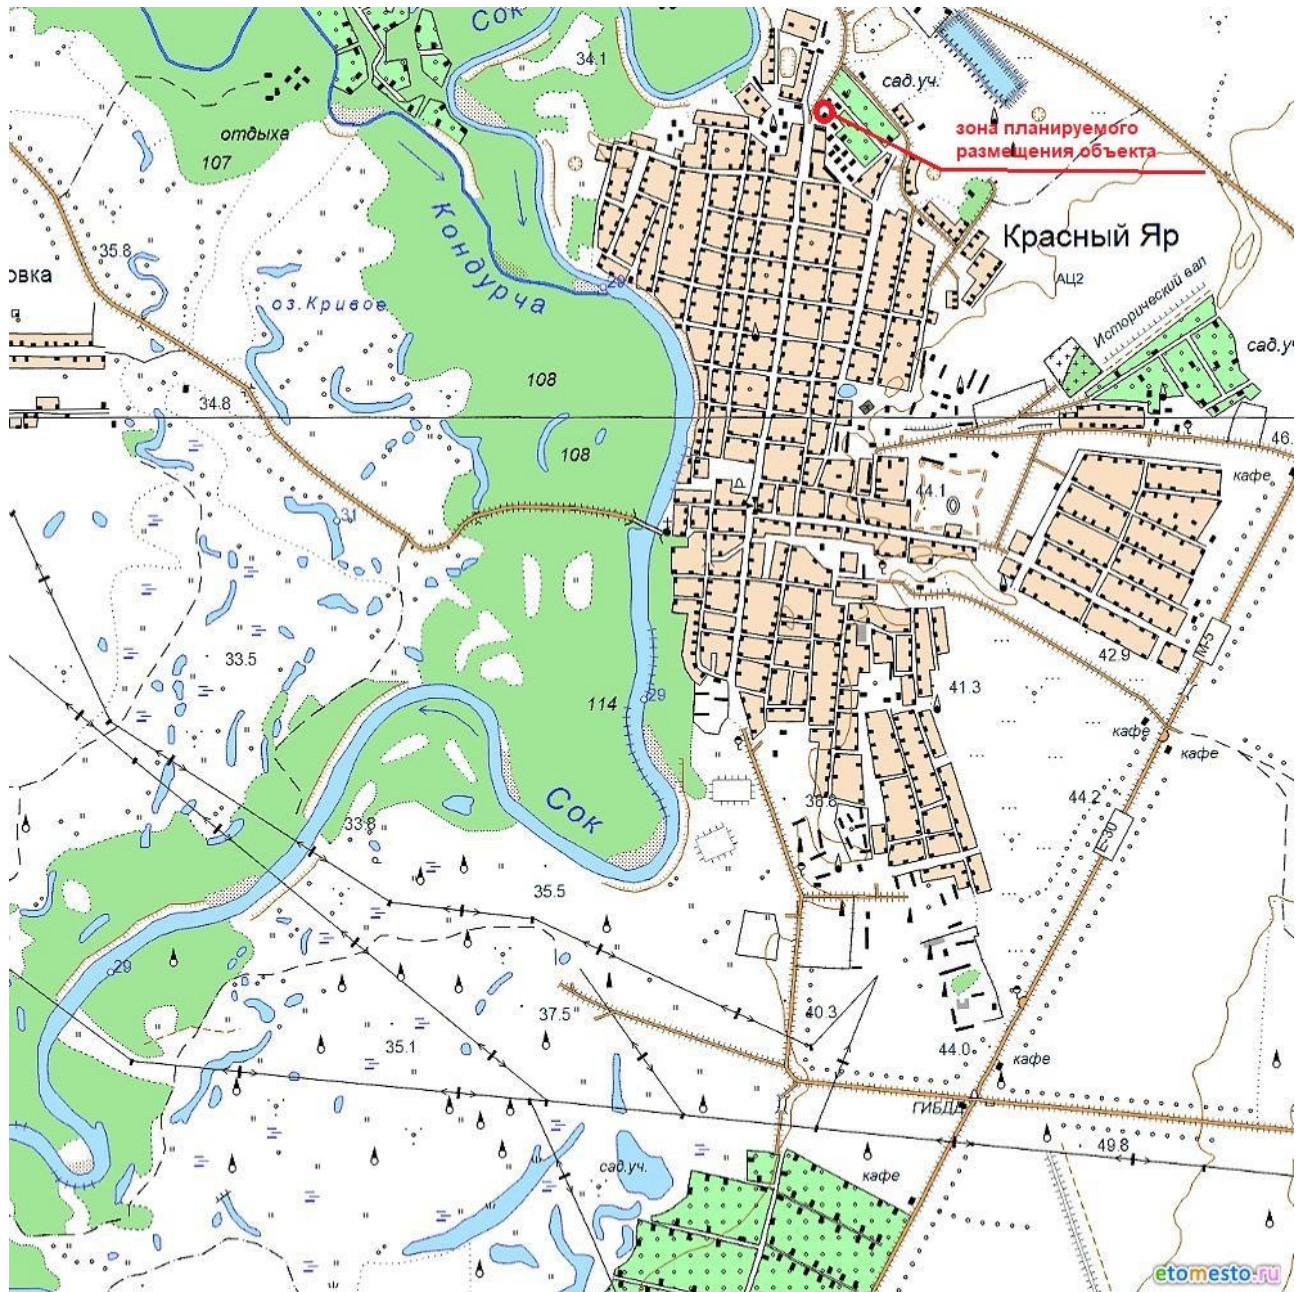 Сок
34.1
сад.уч.
зона планируемого
размещения объекта
отдыха
107
Кондурча
Красный Яр
35.8
овка
29
АЦ2
оз.Кривое
Исторический вал
сад.уч
108
34.8
108
46.
кафе
44.1
31
М-5
33.5
42.9
41.3
114
29
кафе
кафе
Сок
36.8
44.2
33.8
Е-30
35.5
29
37.5
40.3
35.1
44.0
кафе
ГИБДД
49.8
сад.уч.
кафе
etomesto.ru